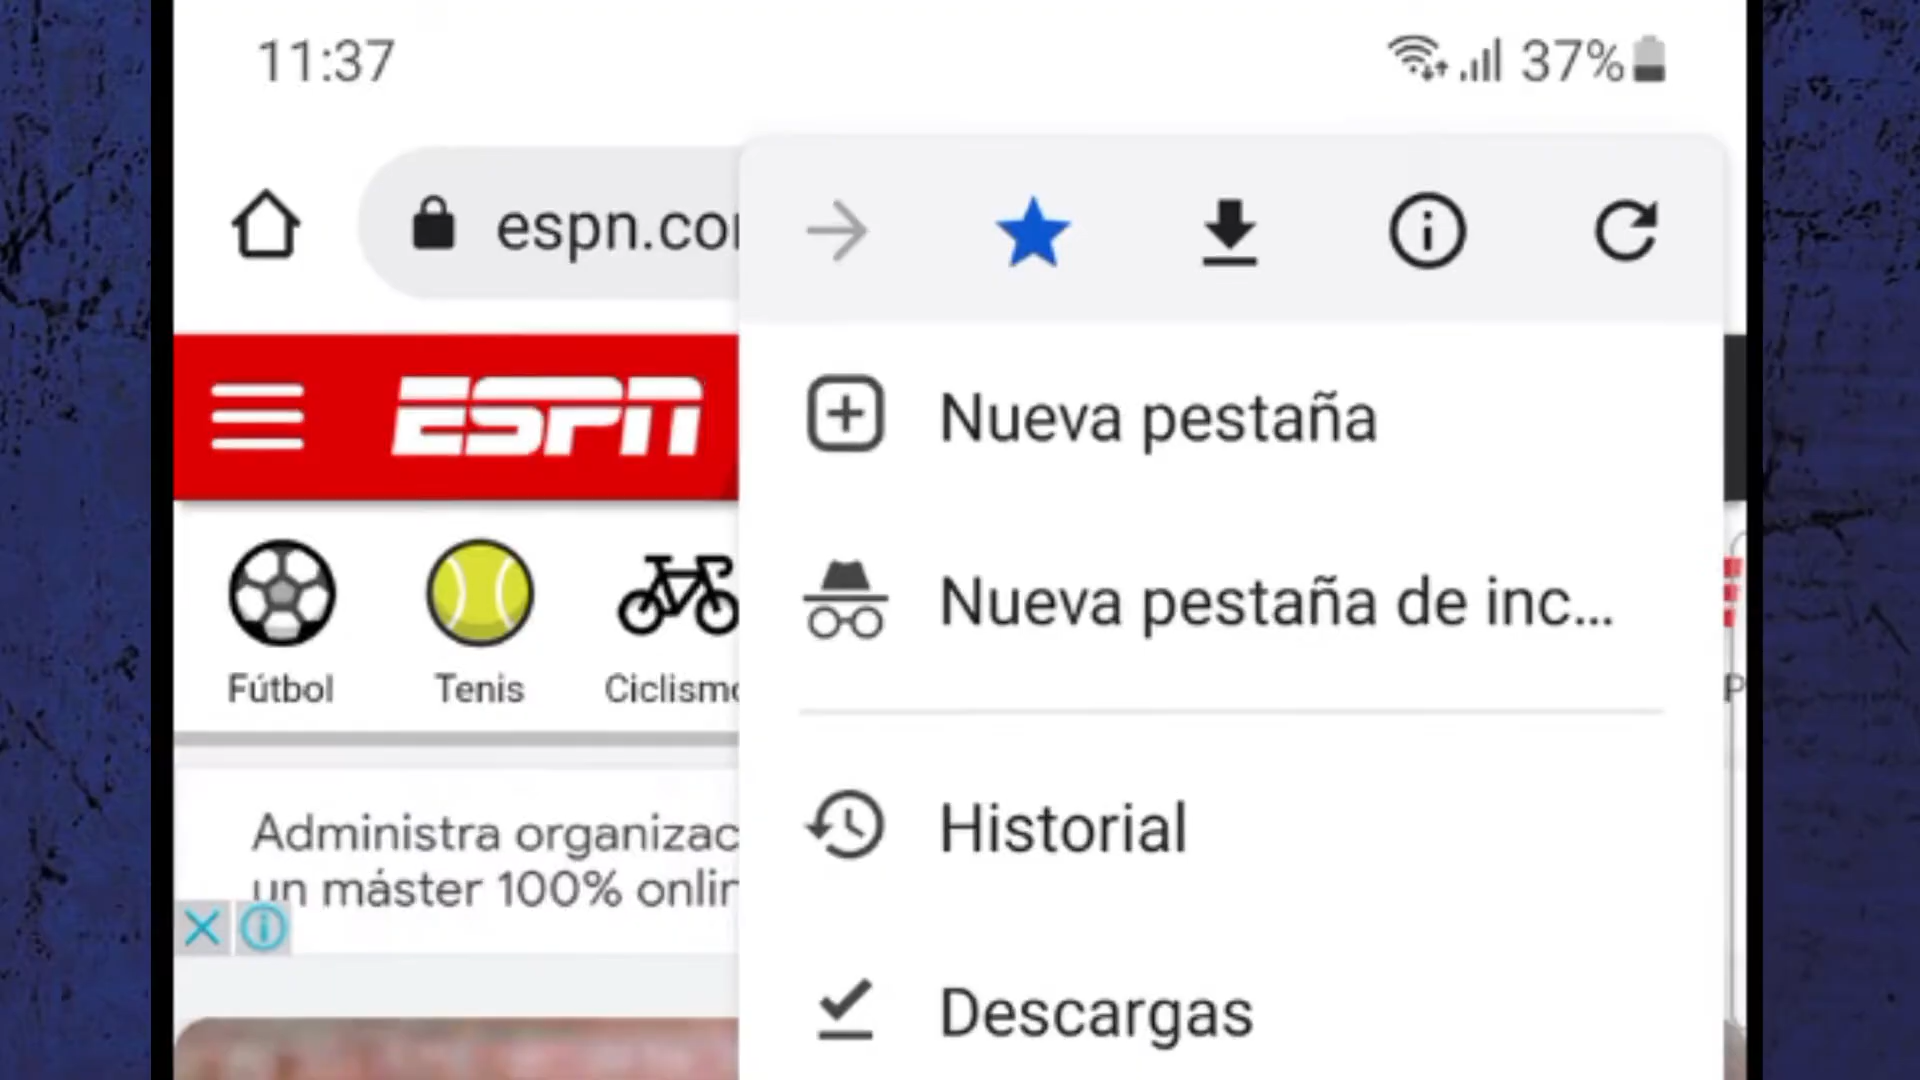 11:37
37%
espn.co
ESPN
Nueva pestaña
Nueva pestaña de inc...
Fútbol
Tenis
Ciclismo
Historial
Administra organizac
un máster 100% onlin
Descargas